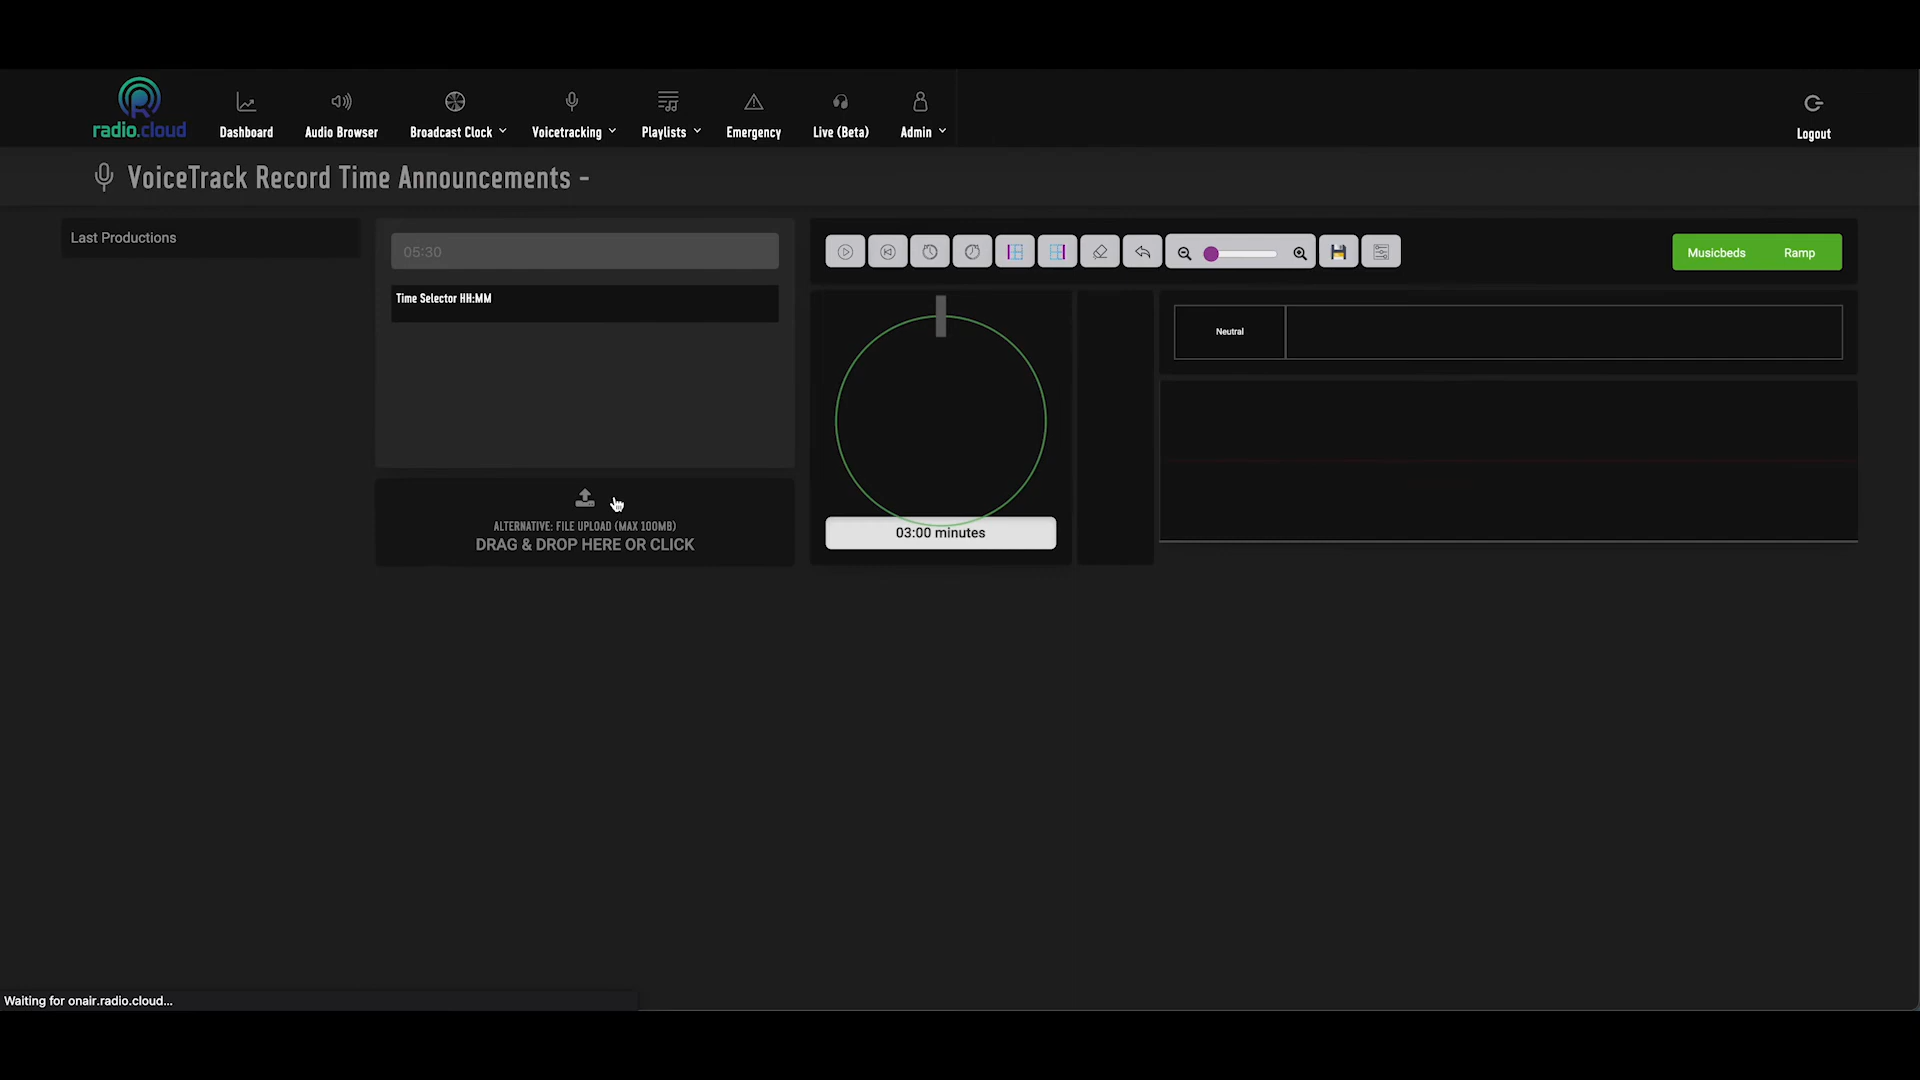 radio.cloud
Dashboard
Audio Browser
Broadcast Clock
Voicetracking
Playlists
Emergency
Live (Beta)
Admin
Logout
VoiceTrack Record Time Announcements -
Last Productions
05:30
Time Selector HH:MM
ALTERNATIVE: FILE UPLOAD (MAX 100MB)
DRAG & DROP HERE OR CLICK
Musicbeds
Ramp
Neutral
03:00 minutes
Waiting for onair.radio.cloud...